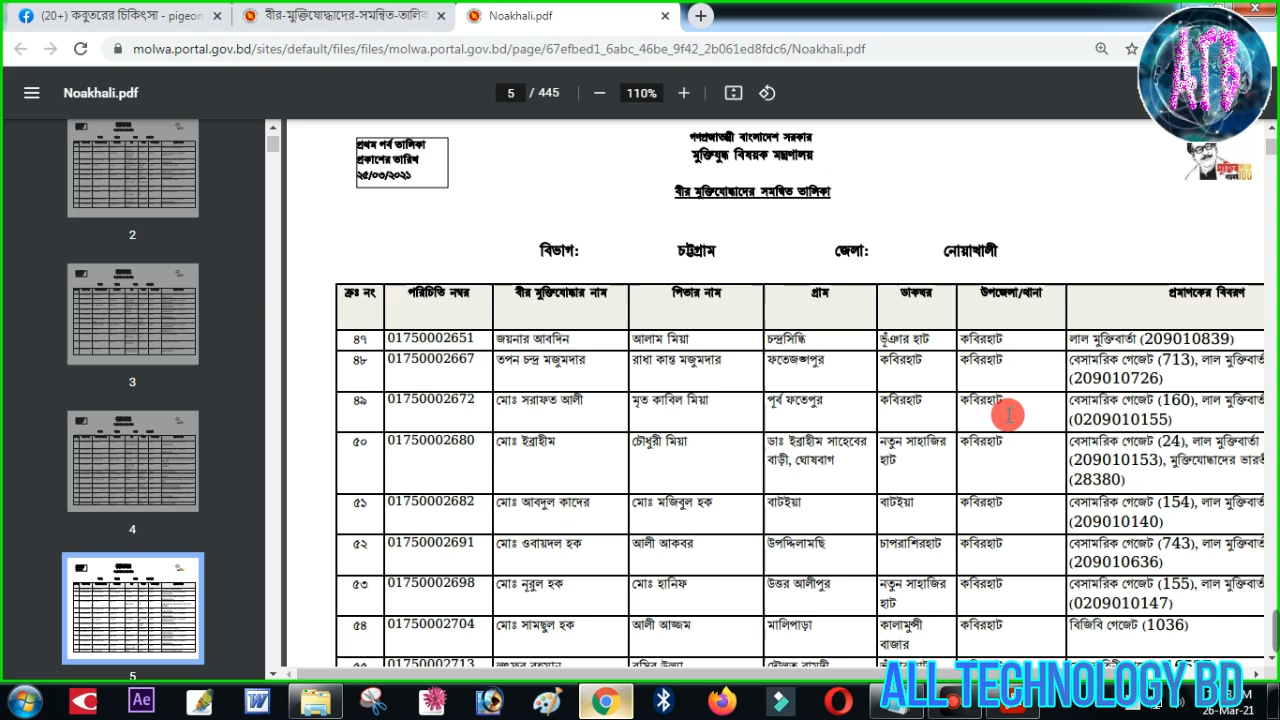 (20+) কবুতরের চিকিৎসা - pigeon
বীর-মুক্তিযোদ্ধাদের-সমন্বিত-তালিক
Noakhali.pdf
molwa.portal.gov.bd/sites/default/files/files/molwa.portal.gov.bd/page/67efbed1_6abc_46be_9f42_2b061ed8fdc6/Noakhali.pdf
Noakhali.pdf
5 / 445
110%
2
3
4
5
প্রথম পর্ব তালিকা
প্রকাশের তারিখ
২৫/০৩/২০২১
গণপ্রজাতন্ত্রী বাংলাদেশ সরকার
মুক্তিযুদ্ধ বিষয়ক মন্ত্রণালয়
বীর মুক্তিযোদ্ধাদের সমন্বিত তালিকা
বিভাগ: চট্টগ্রাম জেলা: নোয়াখালী
ক্রঃ নং পরিচিতি নম্বর বীর মুক্তিযোদ্ধার নাম পিতার নাম গ্রাম ডাকঘর উপজেলা/থানা প্রমাণকের বিবরণ
৪৭ 01750002651 জয়নার আবদিন আলাম মিয়া চন্দ্রসিদ্ধি ভূঁঞার হাট কবিরহাট লাল মুক্তিবার্তা (209010839)
৪৮ 01750002667 তপন চন্দ্র মজুমদার রাধা কান্ত মজুমদার ফতেজঙ্গপুর কবিরহাট কবিরহাট বেসামরিক গেজেট (713), লাল মুক্তিবার্তা
(209010726)
৪৯ 01750002672 মোঃ সরাফত আলী মৃত কাবিল মিয়া পূর্ব ফতেপুর কবিরহাট কবিরহাট বেসামরিক গেজেট (160), লাল মুক্তিবার্তা
(0209010155)
৫০ 01750002680 মোঃ ইব্রাহীম চৌধুরী মিয়া ডাঃ ইব্রাহীম সাহেবের নতুন সাহাজির কবিরহাট বেসামরিক গেজেট (24), লাল মুক্তিবার্তা
বাড়ী, ঘোষবাগ হাট (209010153), মুক্তিযোদ্ধাদের ভারত
(28380)
৫১ 01750002682 মোঃ আবদুল কাদের মোঃ মজিবুল হক বাটইয়া বাটইয়া কবিরহাট বেসামরিক গেজেট (154), লাল মুক্তিবার্তা
(209010140)
৫২ 01750002691 মোঃ ওবায়দল হক আলী আকবর উপদ্দিলামছি চাপরাশিরহাট কবিরহাট বেসামরিক গেজেট (743), লাল মুক্তিবার্তা
(209010636)
৫৩ 01750002698 মোঃ নূরুল হক মোঃ হানিফ উত্তর আলীপুর নতুন সাহাজির কবিরহাট বেসামরিক গেজেট (155), লাল মুক্তিবার্তা
হাট (0209010147)
৫৪ 01750002704 মোঃ সামছুল হক আলী আজ্জম মালিপাড়া কালামুন্সী কবিরহাট বিজিবি গেজেট (1036)
বাজার
01750002713
ALL TECHNOLOGY BD
26-Mar-21